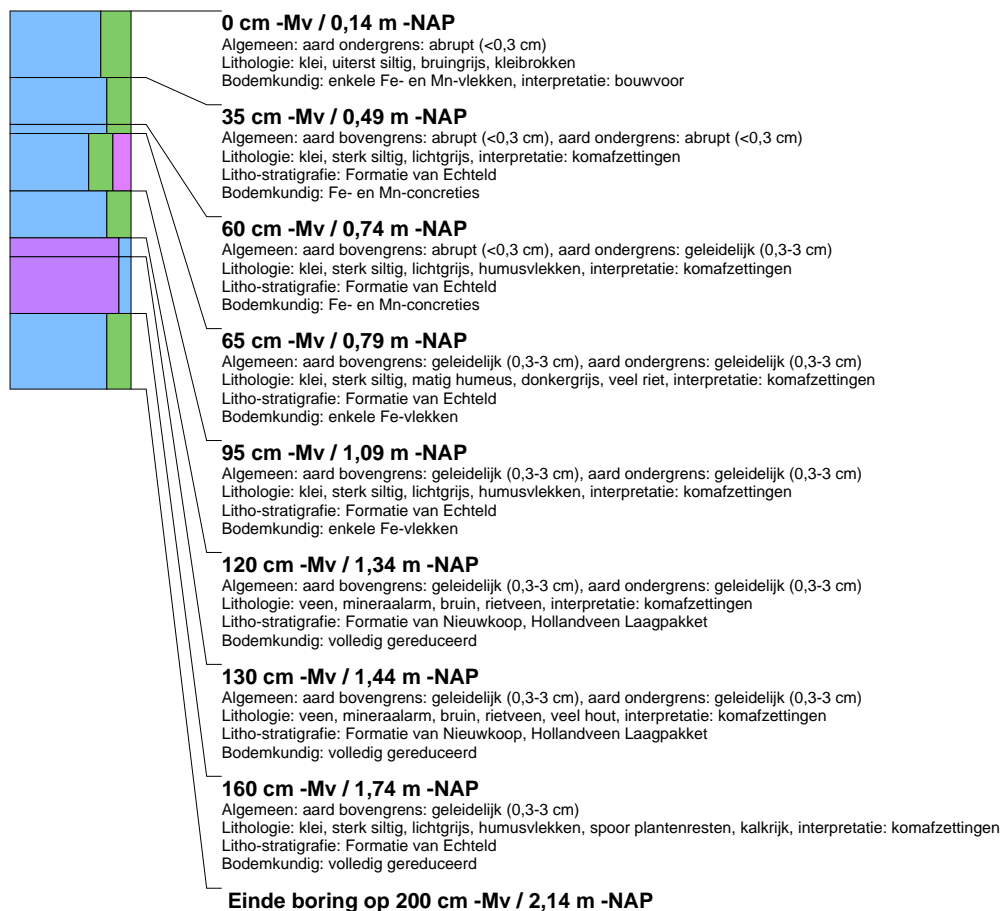 0 cm -Mv / 0,14 m -NAP
Algemeen: aard ondergrens: abrupt (<0,3 cm)
Lithologie: klei, uiterst siltig, bruingrijs, kleibrokken
Bodemkundig: enkele Fe- en Mn-vlekken, interpretatie: bouwvoor
35 cm -Mv / 0,49 m -NAP
Algemeen: aard bovengrens: abrupt (<0,3 cm), aard ondergrens: abrupt (<0,3 cm)
Lithologie: klei, sterk siltig, lichtgrijs, interpretatie: komafzettingen
Litho-stratigrafie: Formatie van Echteld
Bodemkundig: Fe- en Mn-concreties
60 cm -Mv / 0,74 m -NAP
Algemeen: aard bovengrens: abrupt (<0,3 cm), aard ondergrens: geleidelijk (0,3-3 cm)
Lithologie: klei, sterk siltig, lichtgrijs, humusvlekken, interpretatie: komafzettingen
Litho-stratigrafie: Formatie van Echteld
Bodemkundig: Fe- en Mn-concreties
65 cm -Mv / 0,79 m -NAP
Algemeen: aard bovengrens: geleidelijk (0,3-3 cm), aard ondergrens: geleidelijk (0,3-3 cm)
Lithologie: klei, sterk siltig, matig humeus, donkergrijs, veel riet, interpretatie: komafzettingen
Litho-stratigrafie: Formatie van Echteld
Bodemkundig: enkele Fe-vlekken
95 cm -Mv / 1,09 m -NAP
Algemeen: aard bovengrens: geleidelijk (0,3-3 cm), aard ondergrens: geleidelijk (0,3-3 cm)
Lithologie: klei, sterk siltig, lichtgrijs, humusvlekken, interpretatie: komafzettingen
Litho-stratigrafie: Formatie van Echteld
Bodemkundig: enkele Fe-vlekken
120 cm -Mv / 1,34 m -NAP
Algemeen: aard bovengrens: geleidelijk (0,3-3 cm), aard ondergrens: geleidelijk (0,3-3 cm)
Lithologie: veen, mineraalarm, bruin, rietveen, interpretatie: komafzettingen
Litho-stratigrafie: Formatie van Nieuwkoop, Hollandveen Laagpakket
Bodemkundig: volledig gereduceerd
130 cm -Mv / 1,44 m -NAP
Algemeen: aard bovengrens: geleidelijk (0,3-3 cm), aard ondergrens: geleidelijk (0,3-3 cm)
Lithologie: veen, mineraalarm, bruin, rietveen, veel hout, interpretatie: komafzettingen
Litho-stratigrafie: Formatie van Nieuwkoop, Hollandveen Laagpakket
Bodemkundig: volledig gereduceerd
160 cm -Mv / 1,74 m -NAP
Algemeen: aard bovengrens: geleidelijk (0,3-3 cm)
Lithologie: klei, sterk siltig, lichtgrijs, humusvlekken, spoor plantenresten, kalkrijk, interpretatie: komafzettingen
Litho-stratigrafie: Formatie van Echteld
Bodemkundig: volledig gereduceerd
Einde boring op 200 cm -Mv / 2,14 m -NAP